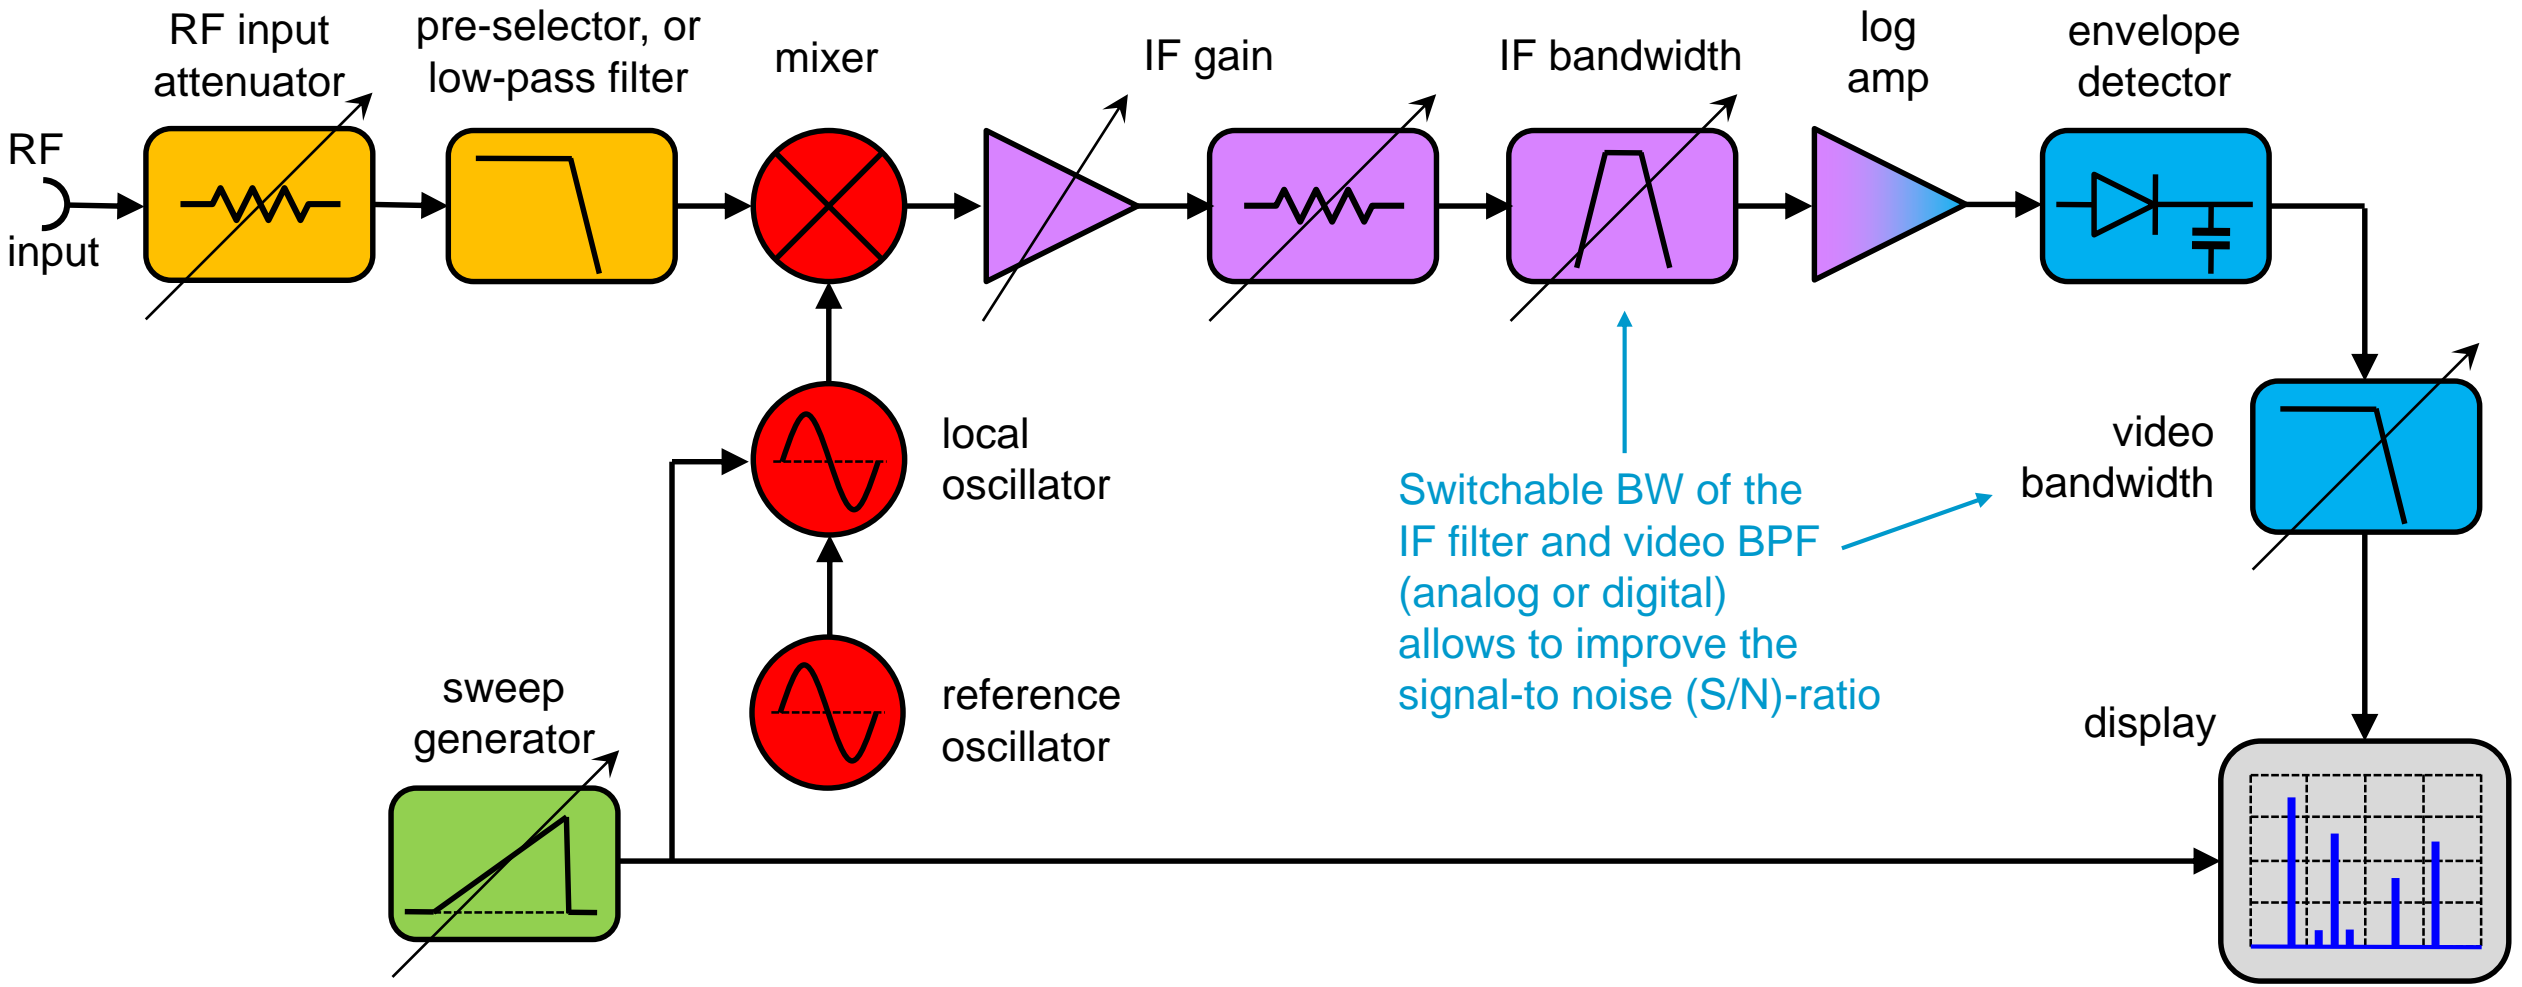 RF input
attenuator
pre-selector, or
low-pass filter
mixer
IF gain
IF bandwidth
log
amp
envelope
detector
RF
input
local
oscillator
video
bandwidth
Switchable BW of the
IF filter and video BPF
(analog or digital)
allows to improve the
signal-to noise (S/N)-ratio
sweep
generator
reference
oscillator
display